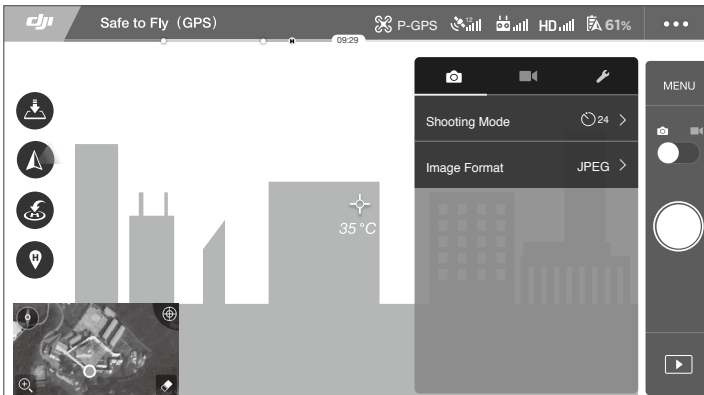 dji
Safe to Fly (GPS)
P-GPS
12
HD
61%
H
09:29
MENU
Shooting Mode
24
Image Format
JPEG
35°C
H
H